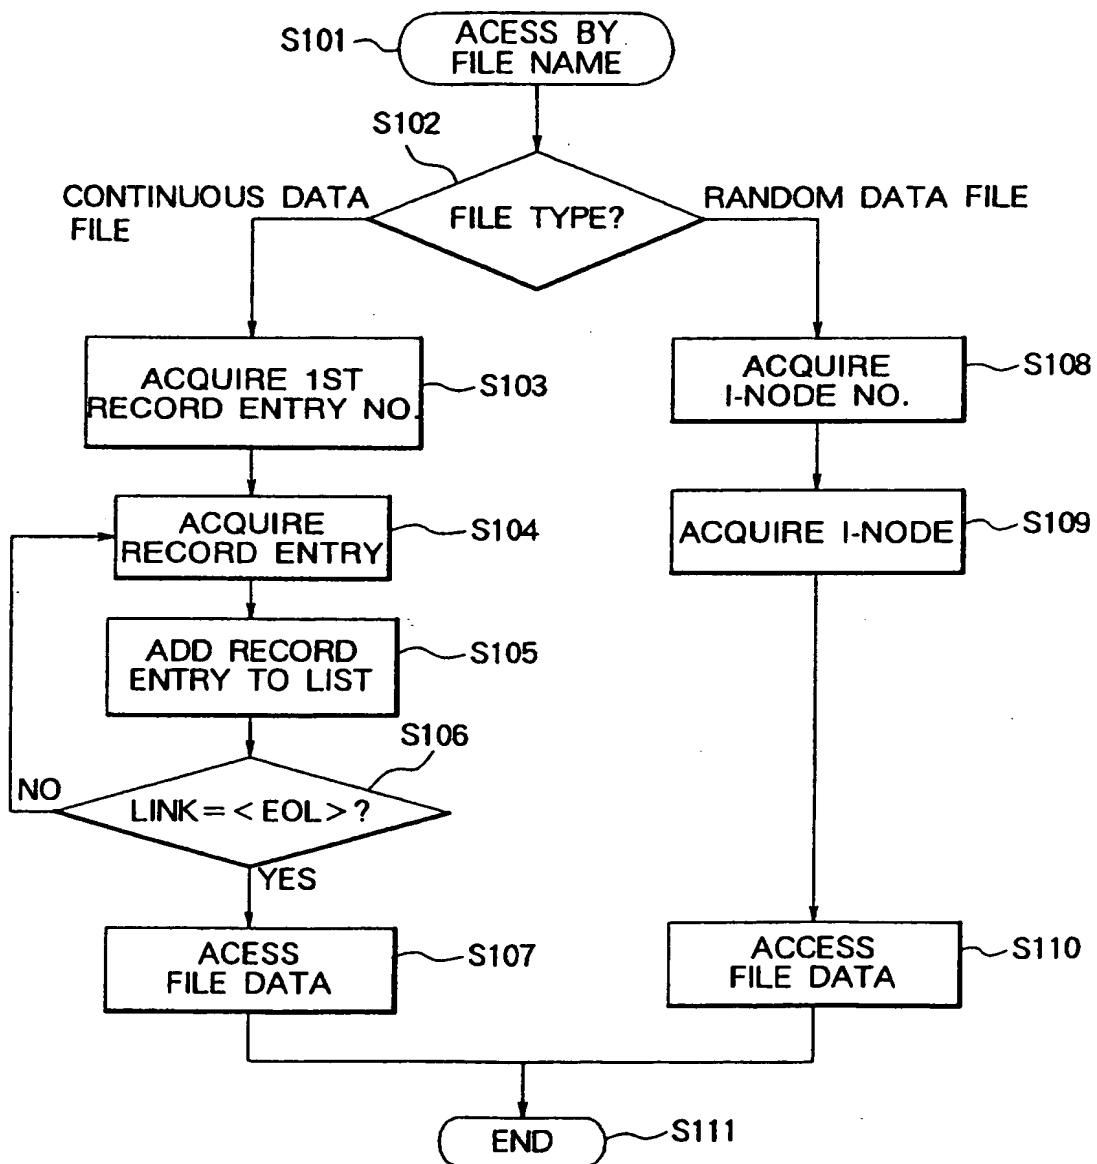 S101
ACESS BY
FILE NAME
S102
CONTINUOUS DATA
FILE
FILE TYPE?
RANDOM DATA FILE
ACQUIRE 1ST
RECORD ENTRY NO.
S103
ACQUIRE
I-NODE NO.
S108
ACQUIRE
RECORD ENTRY
S104
ACQUIRE I-NODE
S109
ADD RECORD
ENTRY TO LIST
S105
S106
NO
LINK=<EOL>?
YES
ACESS
FILE DATA
S107
ACCESS
FILE DATA
S110
END
S111